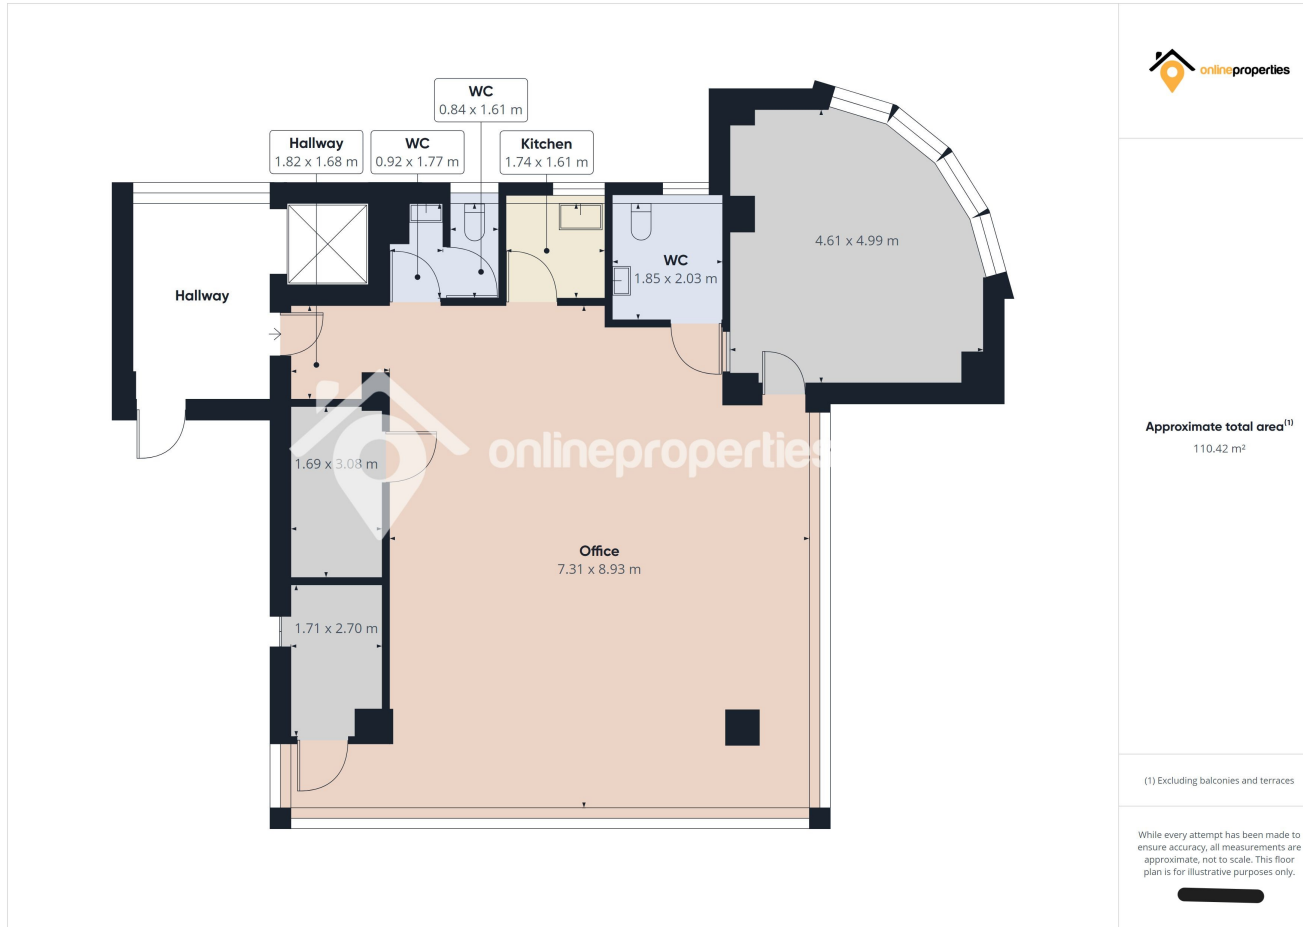 WC
0.84 x 1.61 m
Hallway
1.82 x 1.68 m
WC
0.92 x 1.77 m
Kitchen
1.74 x 1.61 m
4.61 x 4.99 m
WC
1.85 x 2.03 m
Hallway
onlineproperties
1.69 x 3.08 m
Office
7.31 x 8.93 m
1.71 x 2.70 m
onlineproperties
Approximate total area(1)
110.42 m²
(1) Excluding balconies and terraces
While every attempt has been made to
ensure accuracy, all measurements are
approximate, not to scale. This floor
plan is for illustrative purposes only.